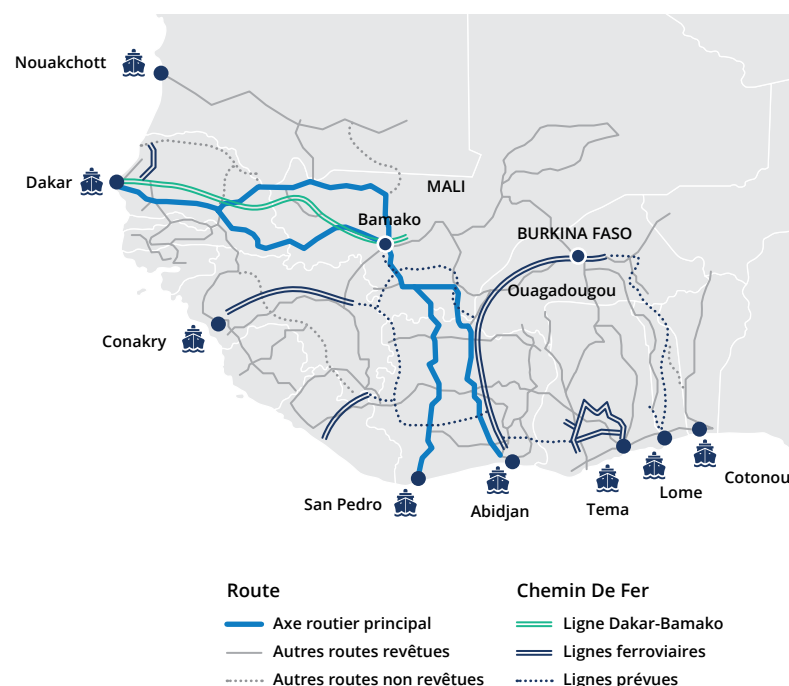 Nouakchott
Dakar
MALI
Bamako
BURKINA FASO
Ouagadougou
Conakry
San Pedro
Abidjan
Tema
Lome
Cotonou
Route
Axe routier principal
Autres routes revêtues
Autres routes non revêtues
Chemin De Fer
Ligne Dakar-Bamako
Lignes ferroviaires
Lignes prévues